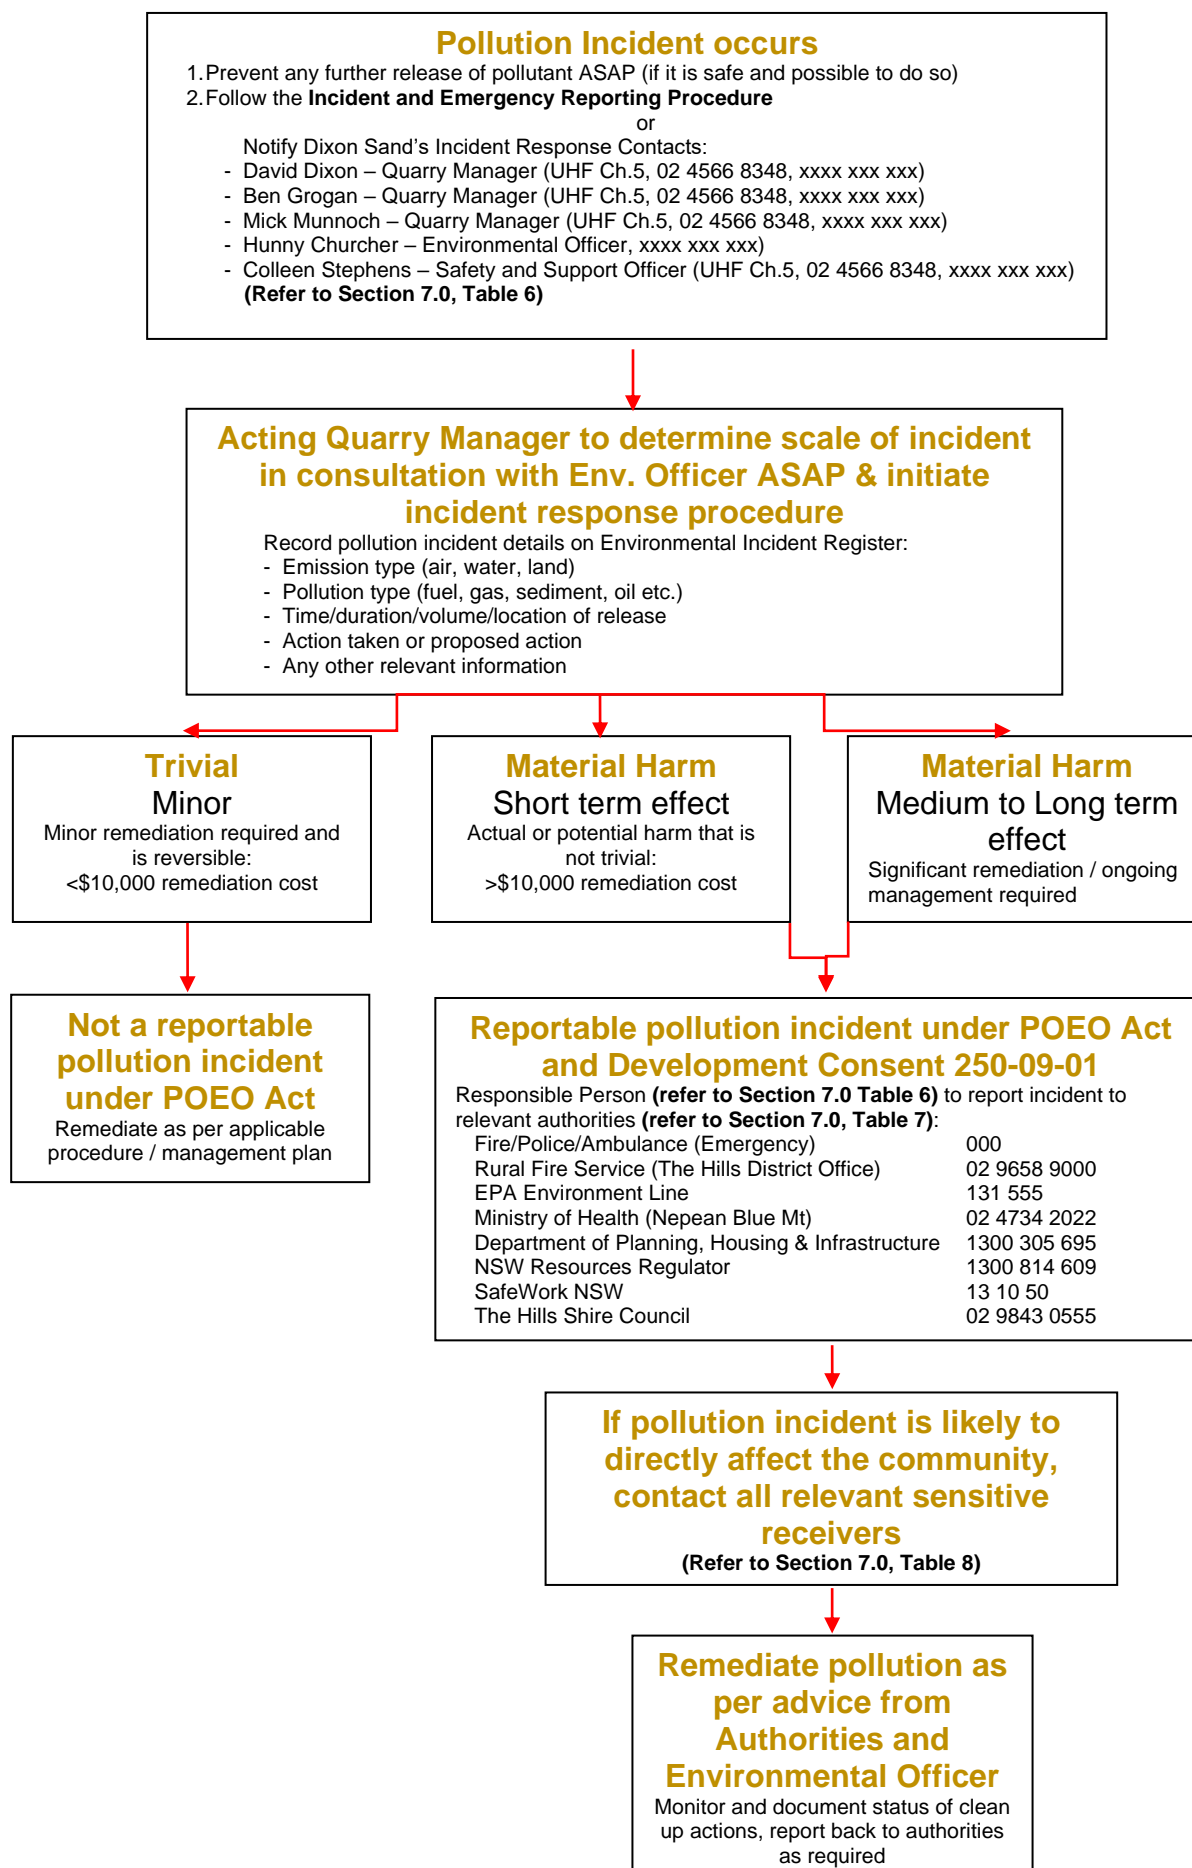 Pollution Incident occurs
1. Prevent any further release of pollutant ASAP (if it is safe and possible to do so)
2. Follow the Incident and Emergency Reporting Procedure
or
Notify Dixon Sand’s Incident Response Contacts:
- David Dixon – Quarry Manager (UHF Ch.5, 02 4566 8348, xxxx xxx xxx)
- Ben Grogan – Quarry Manager (UHF Ch.5, 02 4566 8348, xxxx xxx xxx)
- Mick Munnoch – Quarry Manager (UHF Ch.5, 02 4566 8348, xxxx xxx xxx)
- Hunny Churcher – Environmental Officer, xxxx xxx xxx)
- Colleen Stephens – Safety and Support Officer (UHF Ch.5, 02 4566 8348, xxxx xxx xxx)
(Refer to Section 7.0, Table 6)
Acting Quarry Manager to determine scale of incident
in consultation with Env. Officer ASAP & initiate
incident response procedure
Record pollution incident details on Environmental Incident Register:
- Emission type (air, water, land)
- Pollution type (fuel, gas, sediment, oil etc.)
- Time/duration/volume/location of release
- Action taken or proposed action
- Any other relevant information
Trivial
Minor
Minor remediation required and
is reversible:
<$10,000 remediation cost
Material Harm
Short term effect
Actual or potential harm that is
not trivial:
>$10,000 remediation cost
Material Harm
Medium to Long term
effect
Significant remediation / ongoing
management required
Not a reportable
pollution incident
under POEO Act
Remediate as per applicable
procedure / management plan
Reportable pollution incident under POEO Act
and Development Consent 250-09-01
Responsible Person (refer to Section 7.0 Table 6) to report incident to
relevant authorities (refer to Section 7.0, Table 7):
Fire/Police/Ambulance (Emergency) 000
Rural Fire Service (The Hills District Office) 02 9658 9000
EPA Environment Line 131 555
Ministry of Health (Nepean Blue Mt) 02 4734 2022
Department of Planning, Housing & Infrastructure 1300 305 695
NSW Resources Regulator 1300 814 609
SafeWork NSW 13 10 50
The Hills Shire Council 02 9843 0555
If pollution incident is likely to
directly affect the community,
contact all relevant sensitive
receivers
(Refer to Section 7.0, Table 8)
Remediate pollution as
per advice from
Authorities and
Environmental Officer
Monitor and document status of clean
up actions, report back to authorities
as required